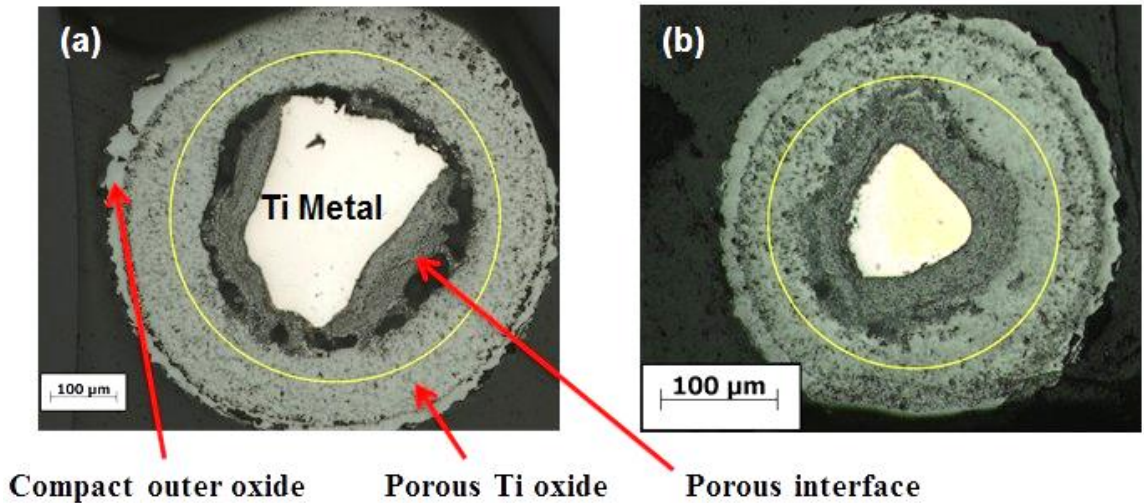 (a)
(b)
Ti Metal
100 µm
100 µm
Compact outer oxide
Porous Ti oxide
Porous interface